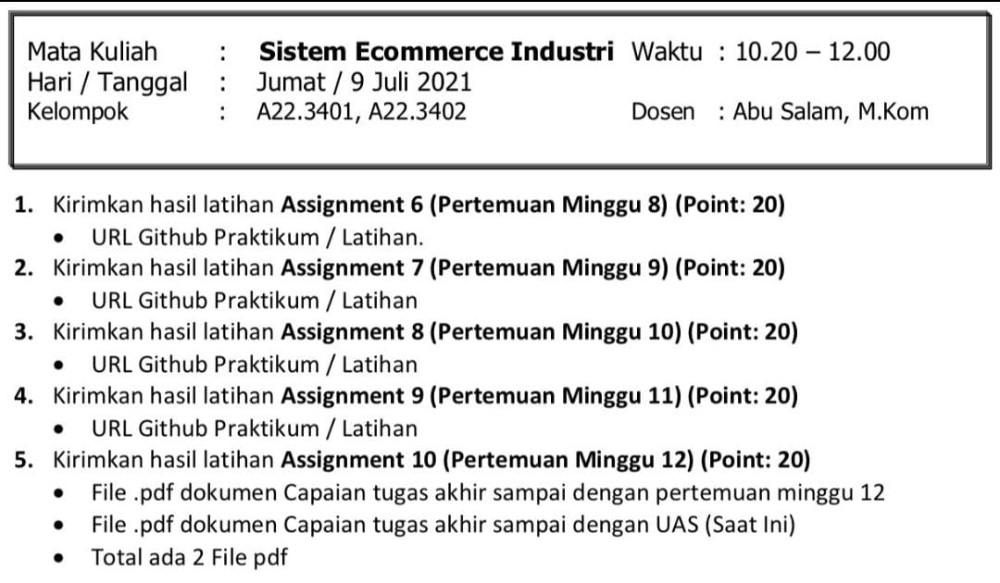 Mata Kuliah : Sistem Ecommerce Industri Waktu : 10.20 – 12.00
Hari / Tanggal : Jumat / 9 Juli 2021
Kelompok : A22.3401, A22.3402 Dosen : Abu Salam, M.Kom
1. Kirimkan hasil latihan Assignment 6 (Pertemuan Minggu 8) (Point: 20)
• URL Github Praktikum / Latihan.
2. Kirimkan hasil latihan Assignment 7 (Pertemuan Minggu 9) (Point: 20)
• URL Github Praktikum / Latihan
3. Kirimkan hasil latihan Assignment 8 (Pertemuan Minggu 10) (Point: 20)
• URL Github Praktikum / Latihan
4. Kirimkan hasil latihan Assignment 9 (Pertemuan Minggu 11) (Point: 20)
• URL Github Praktikum / Latihan
5. Kirimkan hasil latihan Assignment 10 (Pertemuan Minggu 12) (Point: 20)
• File .pdf dokumen Capaian tugas akhir sampai dengan pertemuan minggu 12
• File .pdf dokumen Capaian tugas akhir sampai dengan UAS (Saat Ini)
• Total ada 2 File pdf